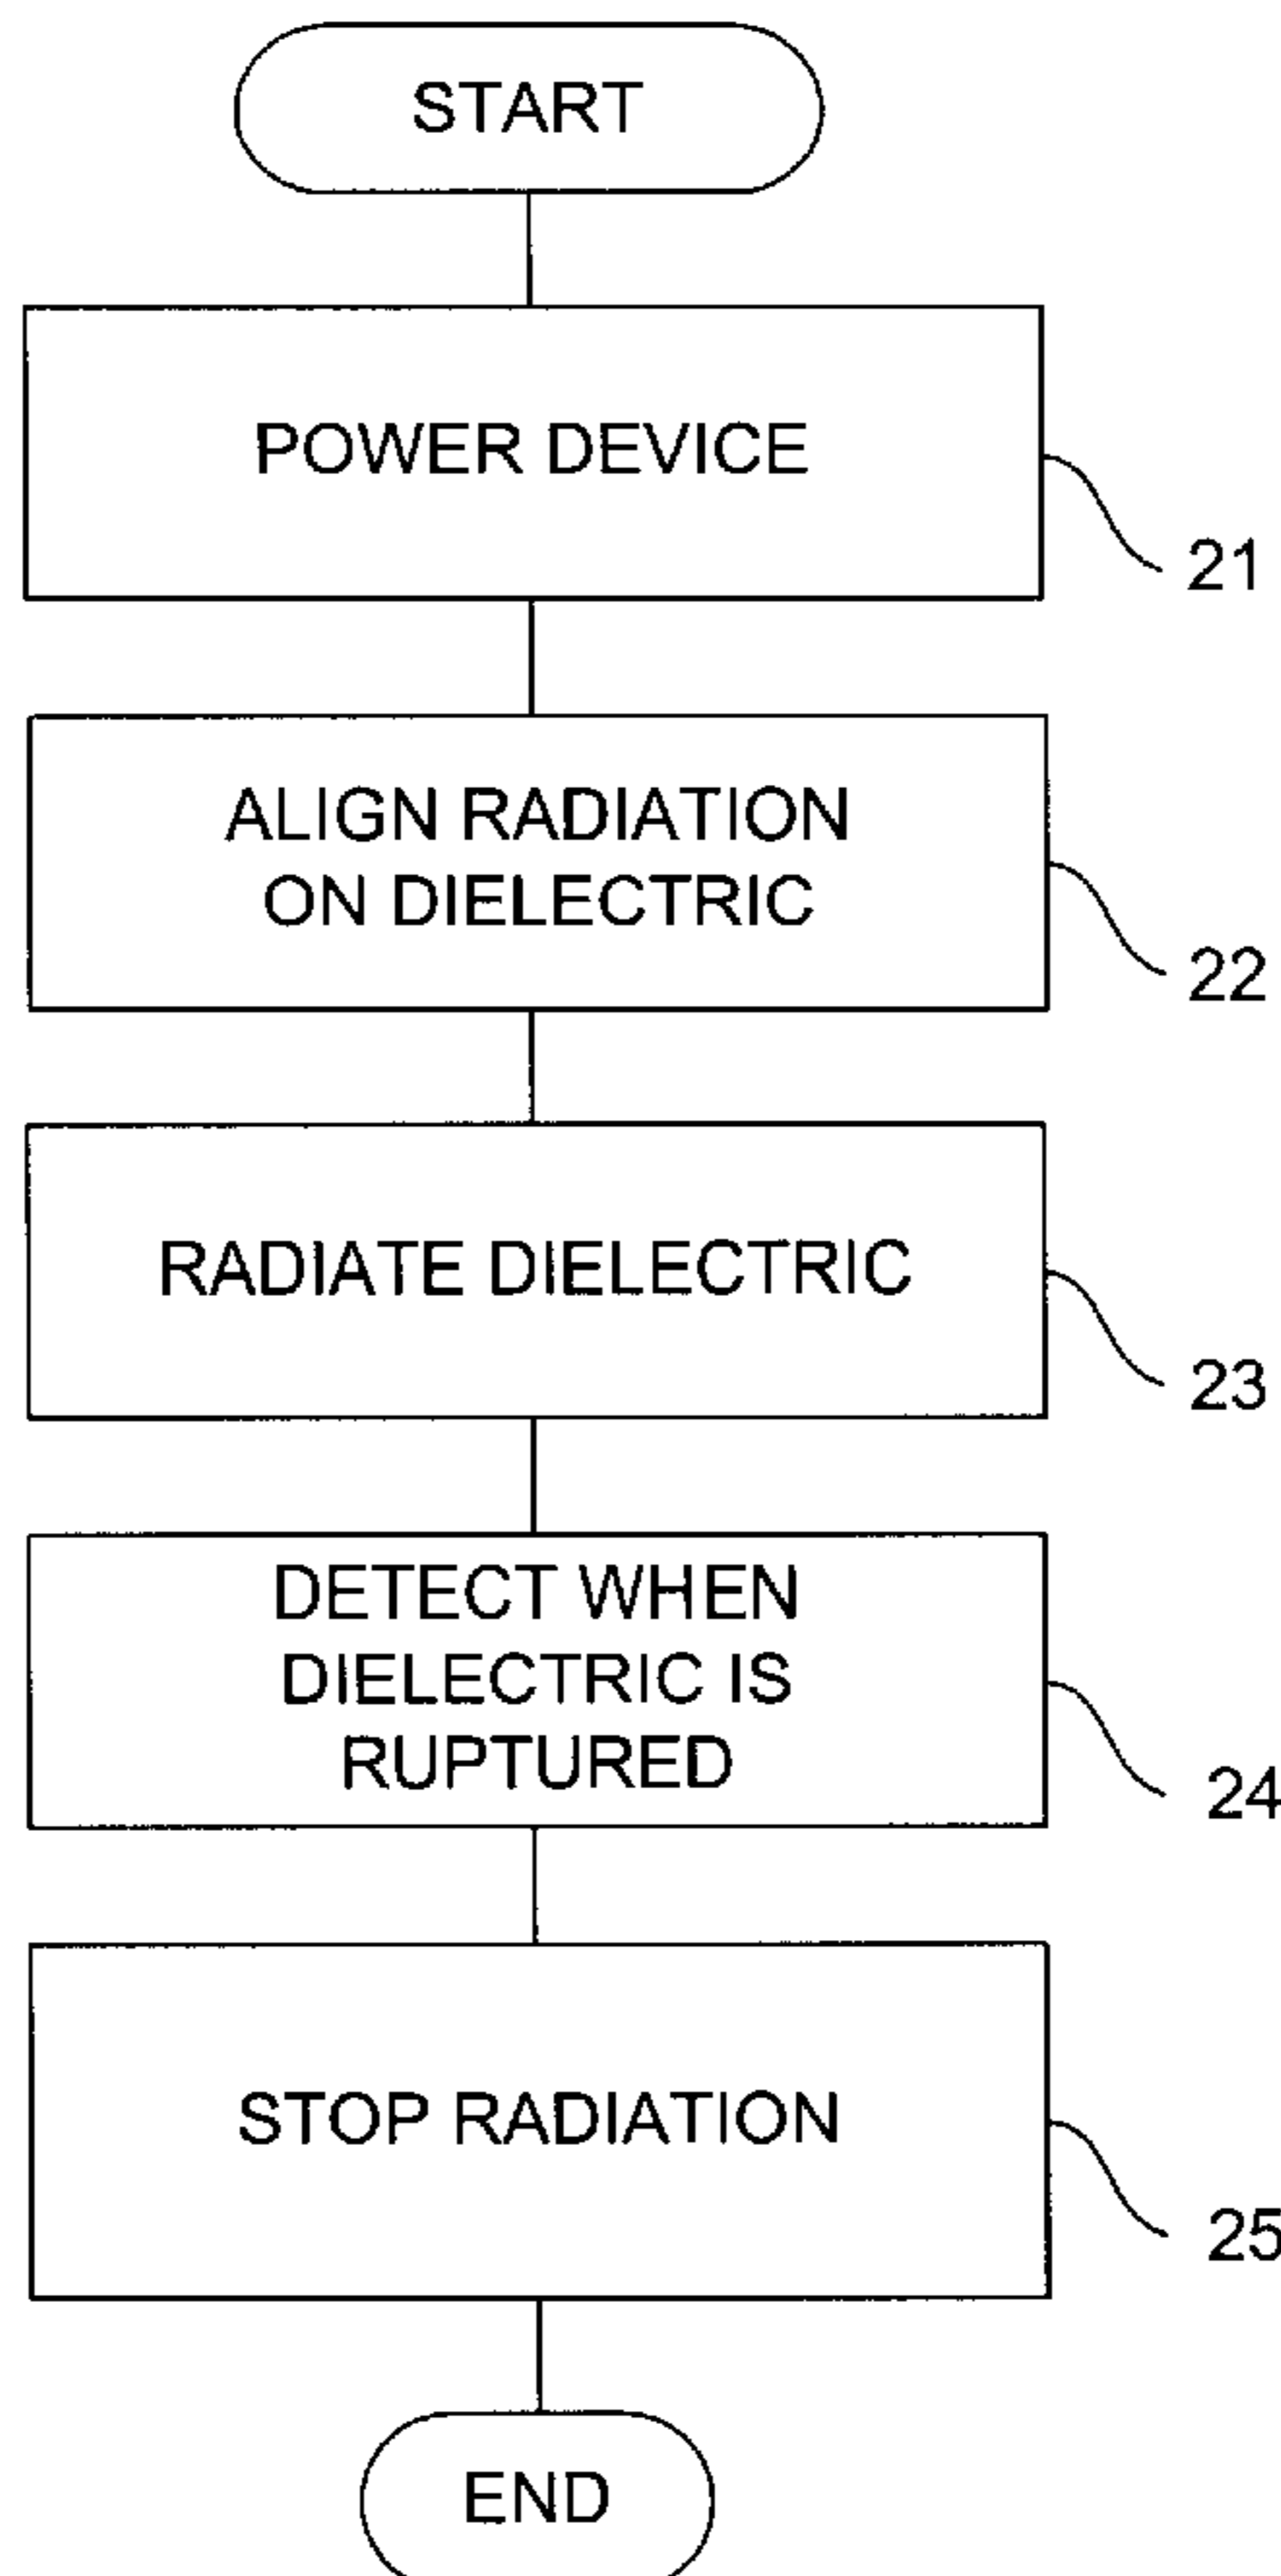 START
POWER DEVICE
21
ALIGN RADIATION
ON DIELECTRIC
22
RADIATE DIELECTRIC
23
DETECT WHEN
DIELECTRIC IS
RUPTURED
24
STOP RADIATION
25
END